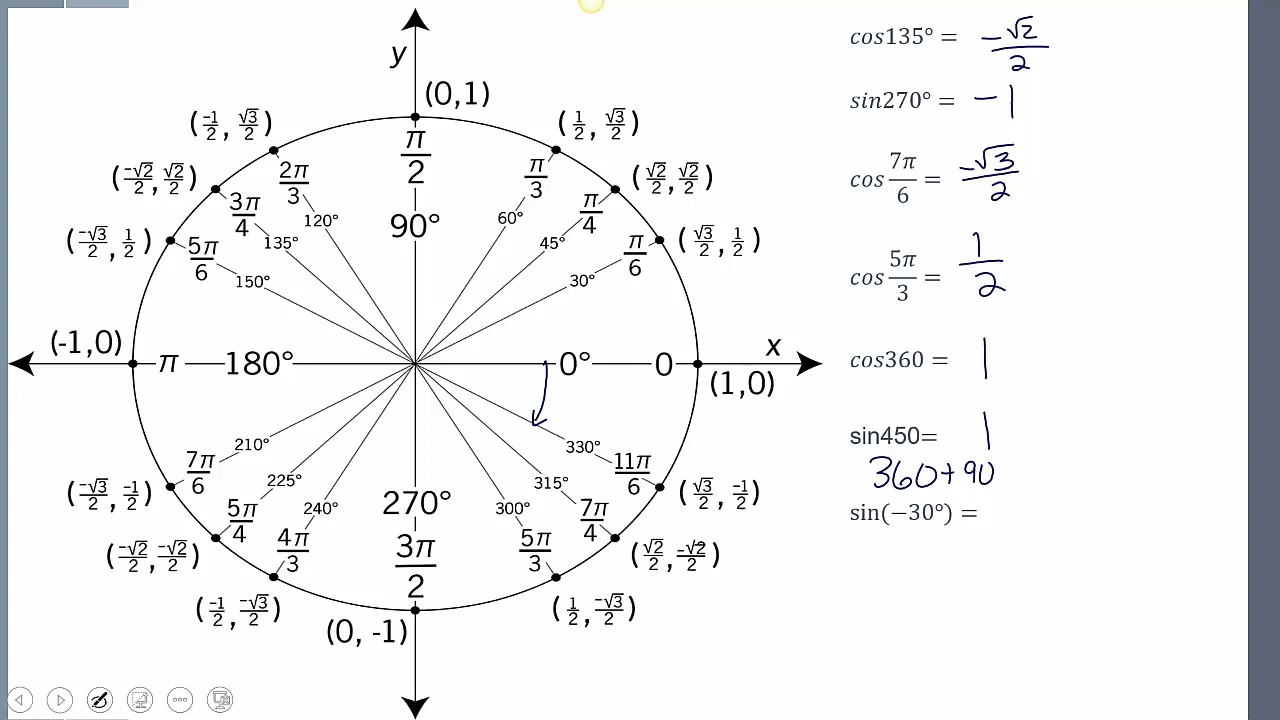 y
(0,1)
(-1/2, √3/2)
(1/2, √3/2)
π/2
2π/3
π/3
(-√2/2, √2/2)
(√2/2, √2/2)
3π/4
120°
90°
60°
π/4
(-√3/2, 1/2)
135°
45°
(√3/2, 1/2)
5π/6
150°
30°
π/6
(-1,0)
π
180°
0°
0
x
(1,0)
210°
330°
7π/6
11π/6
(-√3/2, -1/2)
225°
315°
(√3/2, -1/2)
5π/4
240°
270°
300°
7π/4
(-√2/2, -√2/2)
4π/3
3π/2
5π/3
(√2/2, -√2/2)
(-1/2, -√3/2)
(1/2, -√3/2)
(0, -1)
cos135° = -√2/2
sin270° = -1
cos 7π/6 = -√3/2
cos 5π/3 = 1/2
cos360 = 1
sin450= 1
360+90
sin(−30°) =